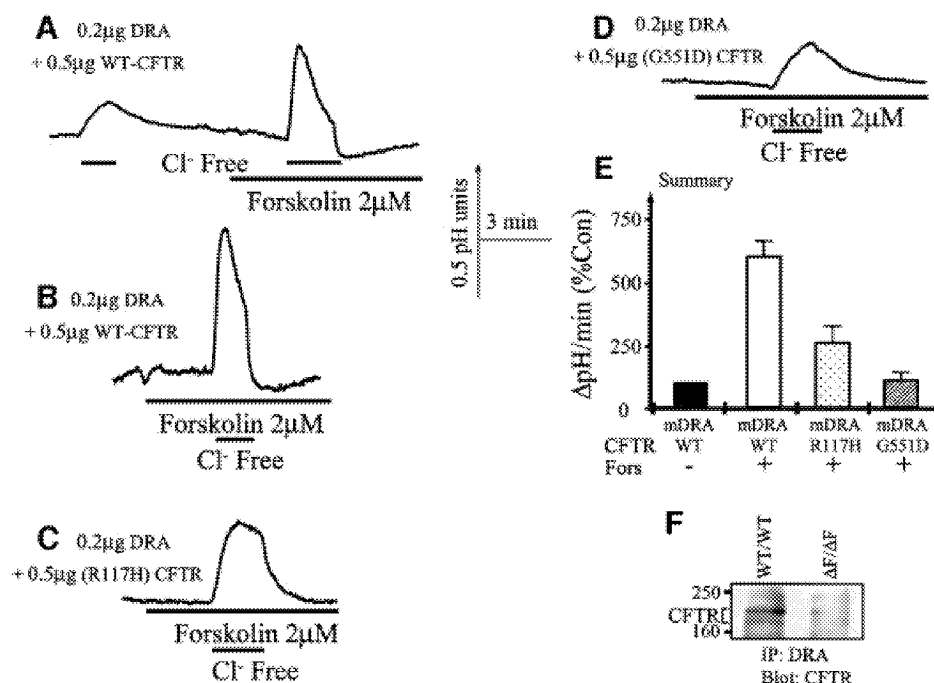 A
0.2µg DRA
+ 0.5µg WT-CFTR
Cl- Free
Forskolin 2µM
B
0.2µg DRA
+ 0.5µg WT-CFTR
Forskolin 2µM
Cl- Free
C
0.2µg DRA
+ 0.5µg (R117H) CFTR
Forskolin 2µM
Cl- Free
0.5 pH units
3 min
D
0.2µg DRA
+ 0.5µg (G551D) CFTR
Forskolin 2µM
Cl- Free
E
Summary
ΔpH/min (%Con)
750
500
250
0
mDRA mDRA mDRA mDRA
CFTR WT WT R117H G551D
Fors - + + +
F
WT/WT
ΔF/ΔF
250
CFTR[
160
IP: DRA
Blot: CFTR